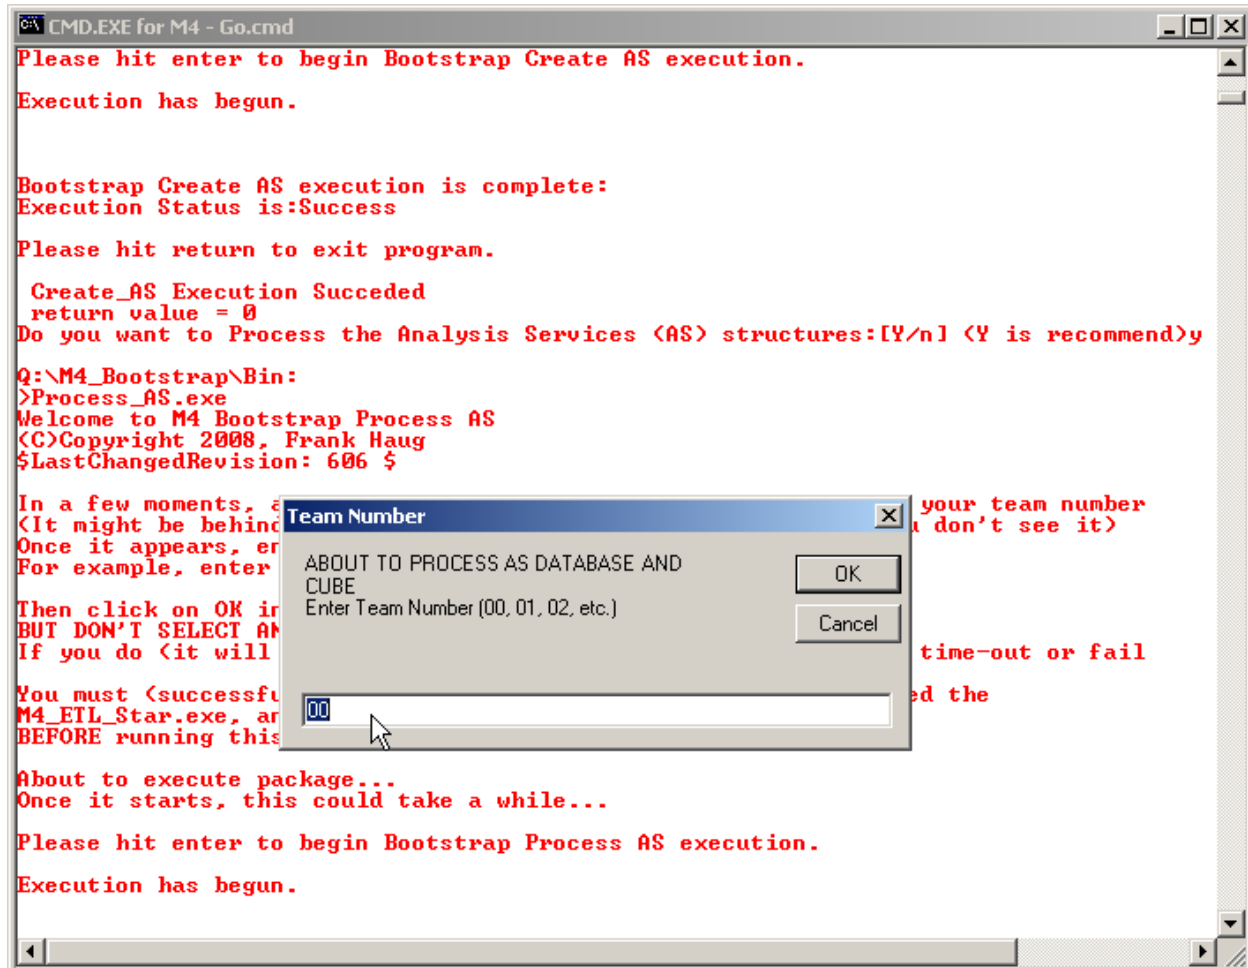 CMD.EXE for M4 - Go.cmd
Please hit enter to begin Bootstrap Create AS execution.
Execution has begun.
Bootstrap Create AS execution is complete:
Execution Status is:Success
Please hit return to exit program.
Create_AS Execution Succeded
return value = 0
Do you want to Process the Analysis Services (AS) structures:[Y/n] (Y is recommend)y
Q:\M4_Bootstrap\Bin:
>Process_AS.exe
Welcome to M4 Bootstrap Process AS
(C)Copyright 2008, Frank Haug
$LastChangedRevision: 606 $
In a few moments, your team number
(It might be don't see it)
Once it appears,
For example, enter
Then click on OK
BUT DON'T SELECT
If you do (it will time-out or fail
You must the
M4_ETL_Star.exe,
BEFORE running this
Team Number
ABOUT TO PROCESS AS DATABASE AND
CUBE
Enter Team Number (00, 01, 02, etc.)
OK
Cancel
00
About to execute package...
Once it starts, this could take a while...
Please hit enter to begin Bootstrap Process AS execution.
Execution has begun.